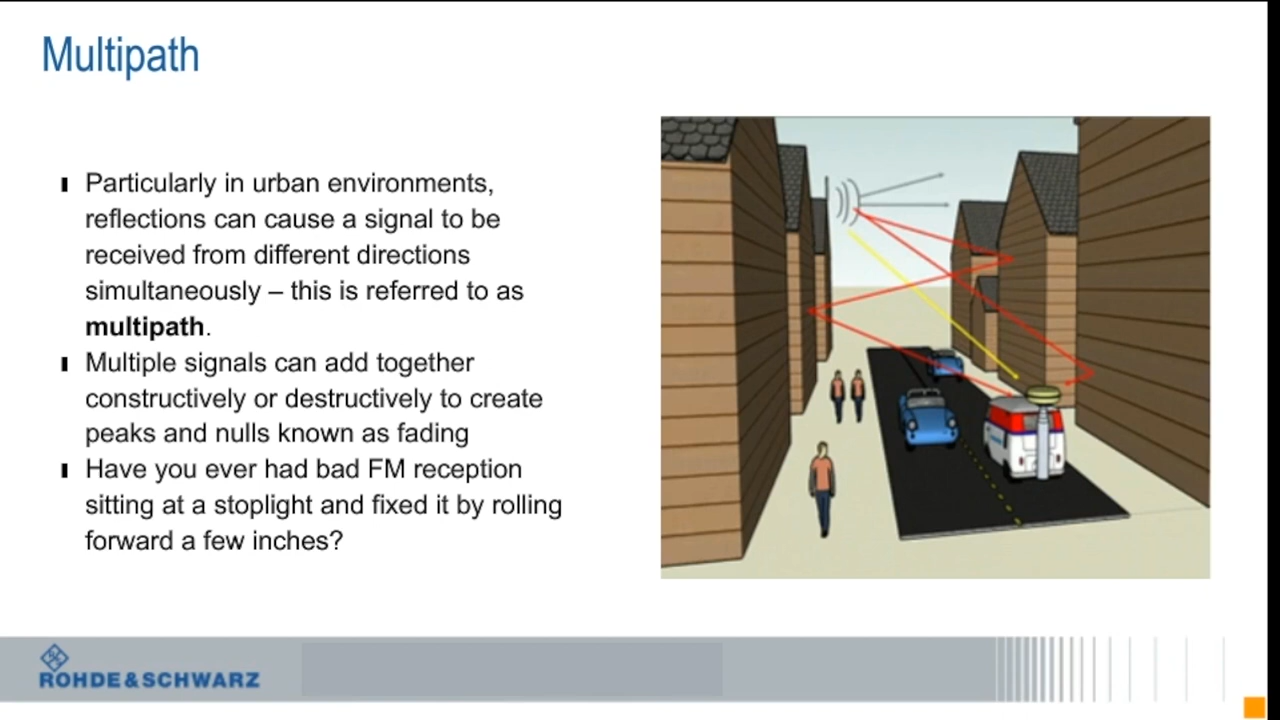 Multipath
Particularly in urban environments,
reflections can cause a signal to be
received from different directions
simultaneously – this is referred to as
multipath.
Multiple signals can add together
constructively or destructively to create
peaks and nulls known as fading
Have you ever had bad FM reception
sitting at a stoplight and fixed it by rolling
forward a few inches?
ROHDE&SCHWARZ